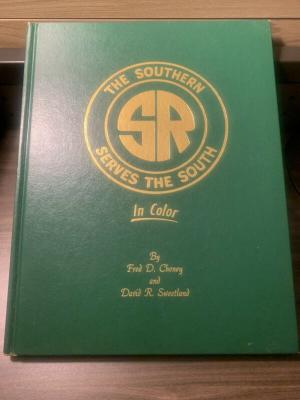 THE SOUTHERN
SR
SERVES THE SOUTH
In Color
By
Fred D. Cheney
and
David R. Sweetland